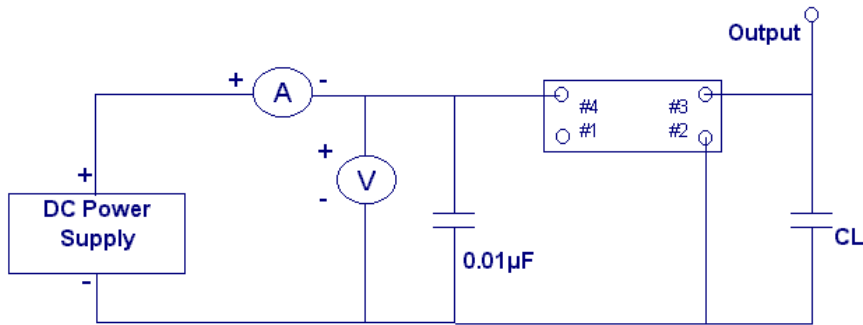 Output
+
A
-
#4
#3
#1
#2
+
V
-
+
DC Power
Supply
-
0.01µF
CL